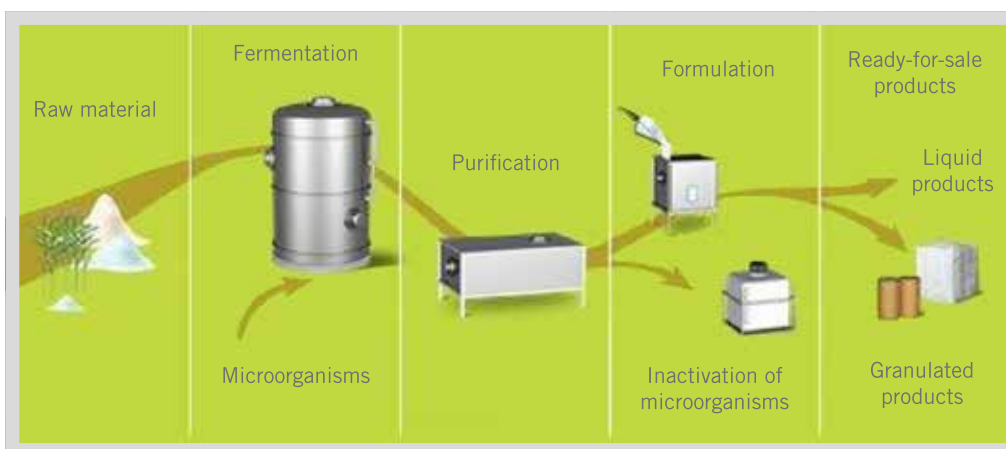 Raw material
Fermentation
Microorganisms
Purification
Formulation
Inactivation of
microorganisms
Ready-for-sale
products
Liquid
products
Granulated
products